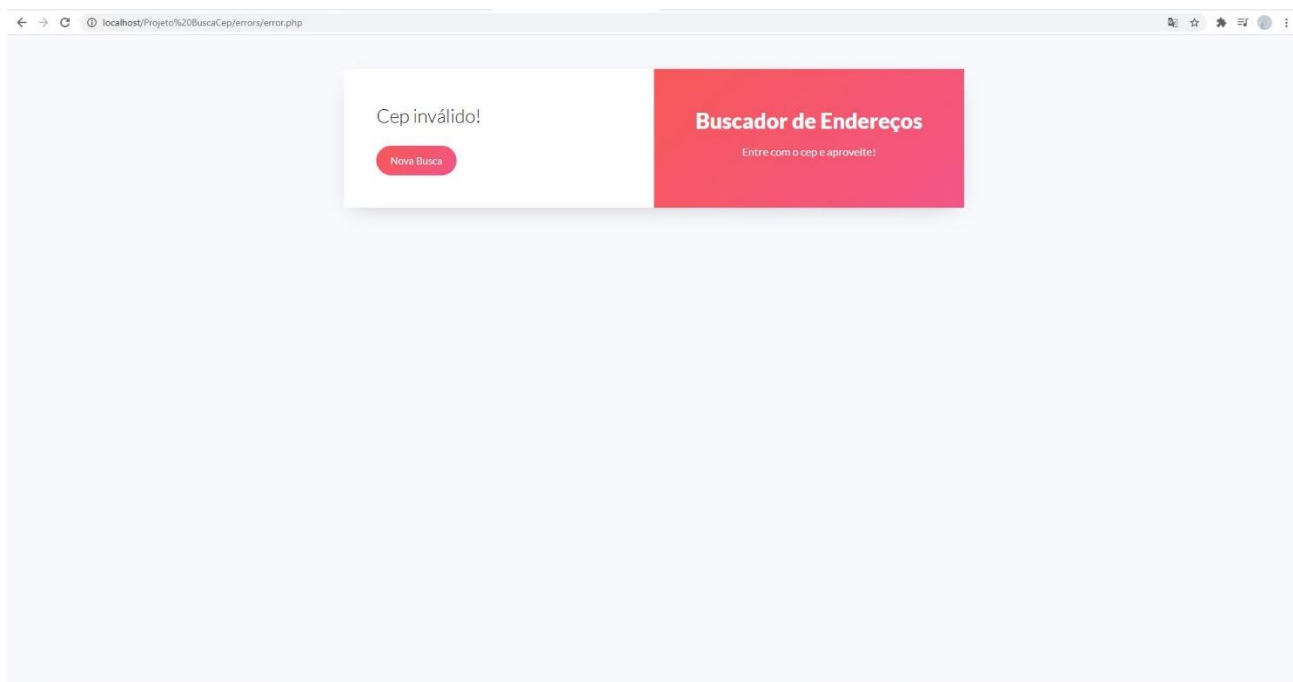 localhost/Projeto%20BuscaCep/errors/error.php
Cep inválido!
Nova Busca
Buscador de Endereços
Entre com o cep e aproveite!